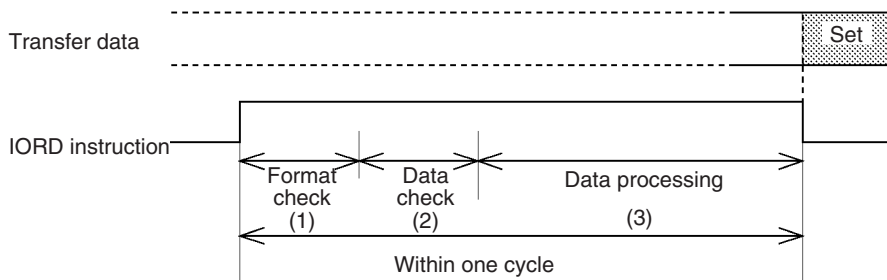 Transfer data
Set
IORD instruction
Format
check
(1)
Data
check
(2)
Data processing
(3)
Within one cycle